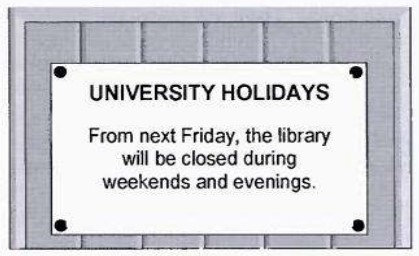 UNIVERSITY HOLIDAYS
From next Friday, the library
will be closed during
weekends and evenings.